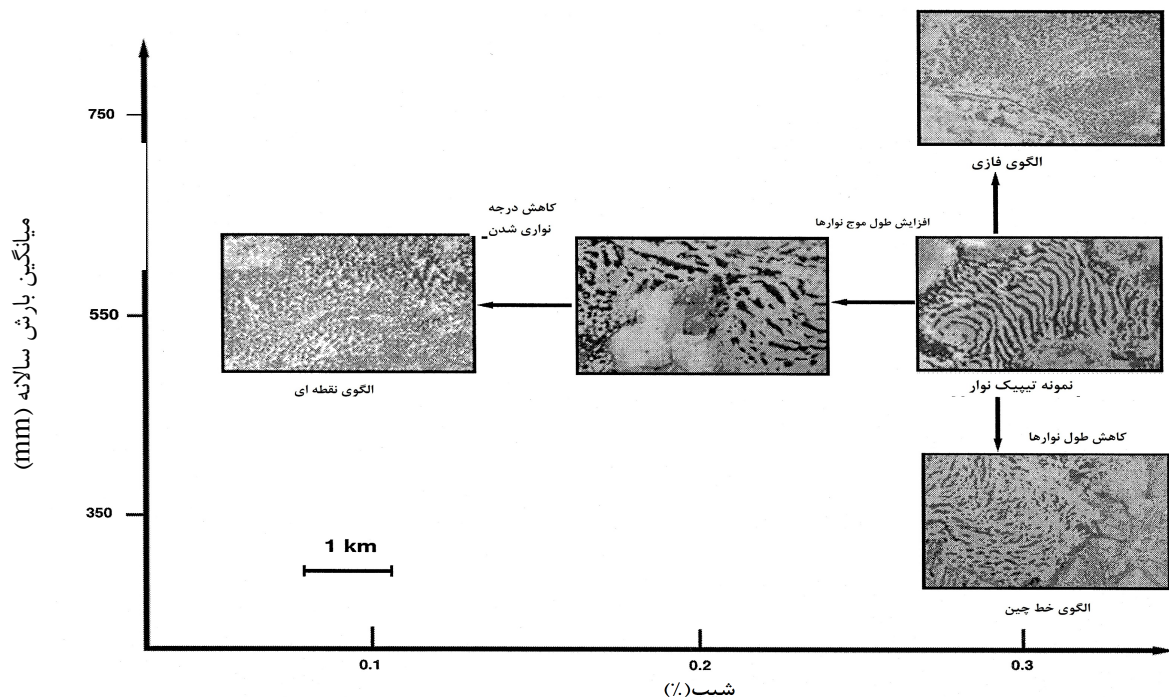 750
الگوی فازی
کاهش درجه
نواری شدن
افزایش طول موج نوارها
میانگین بارش سالانه (mm)
550
الگوی نقطه ای
نمونه تیپیک نوار
کاهش طول نوارها
350
1 km
الگوی خط چین
0.1
0.2
0.3
شیب(٪)